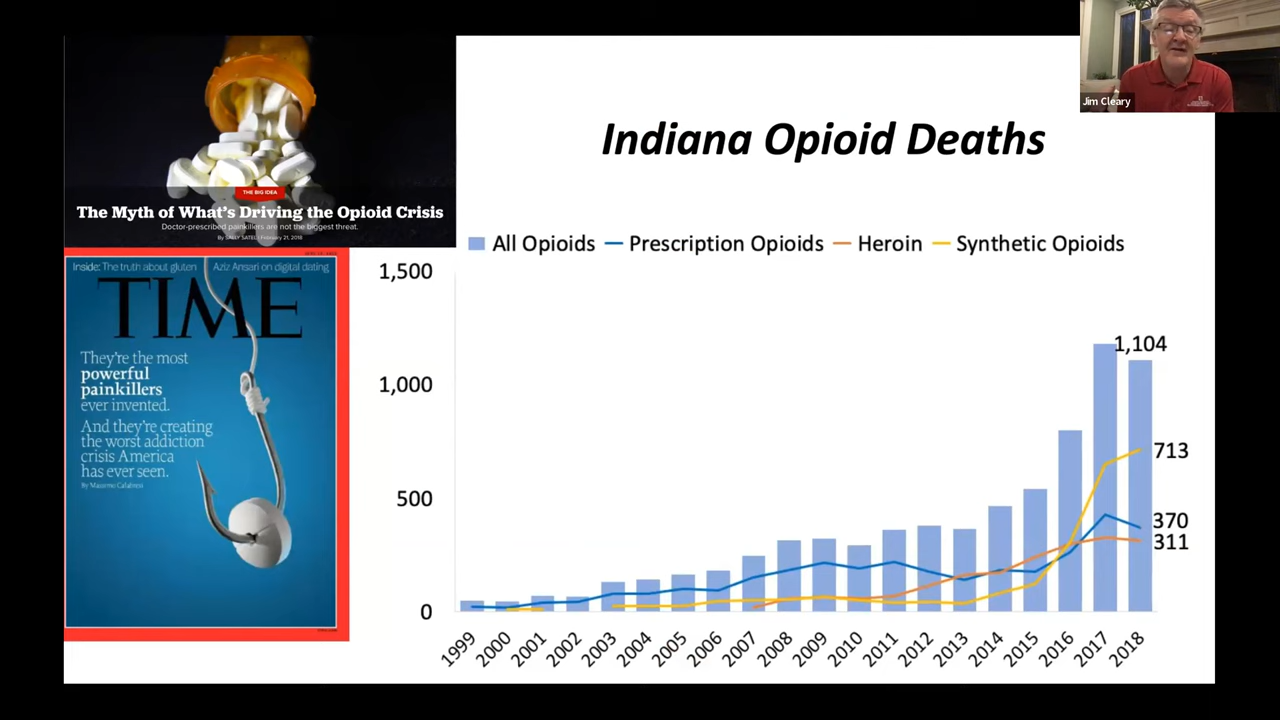 Jim Cleary
Indiana Opioid Deaths
THE BIG IDEA
The Myth of What's Driving the Opioid Crisis
Doctor-prescribed painkillers are not the biggest threat.
By SALLY SATEL | February 21, 2018
Inside: The truth about gluten Aziz Ansari on digital dating
TIME
They're the most
powerful
painkillers
ever invented.
And they're creating
the worst addiction
crisis America
has ever seen.
By Massimo Calabresi
All Opioids Prescription Opioids Heroin Synthetic Opioids
1,500
1,000
500
0
1,104
713
370
311
1999 2000 2001 2002 2003 2004 2005 2006 2007 2008 2009 2010 2011 2012 2013 2014 2015 2016 2017 2018